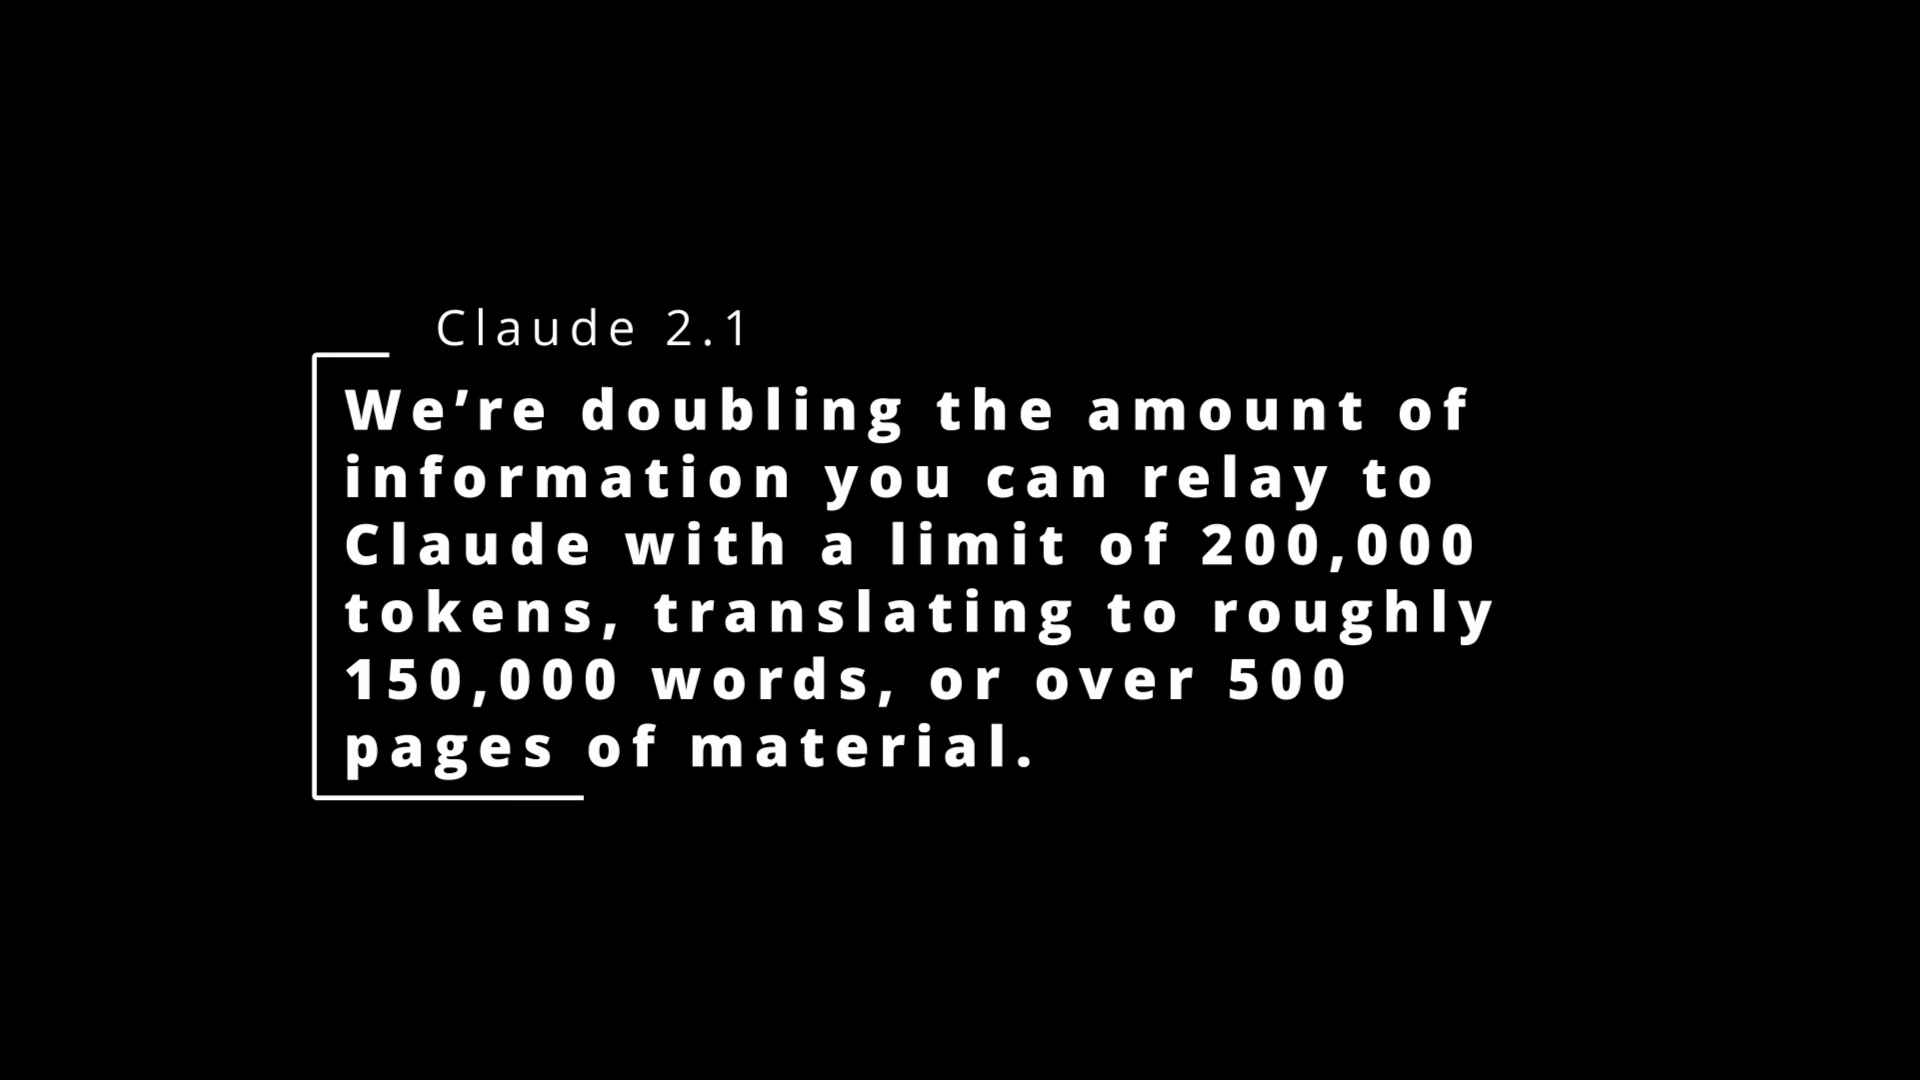 Claude 2.1
We’re doubling the amount of
information you can relay to
Claude with a limit of 200,000
tokens, translating to roughly
150,000 words, or over 500
pages of material.